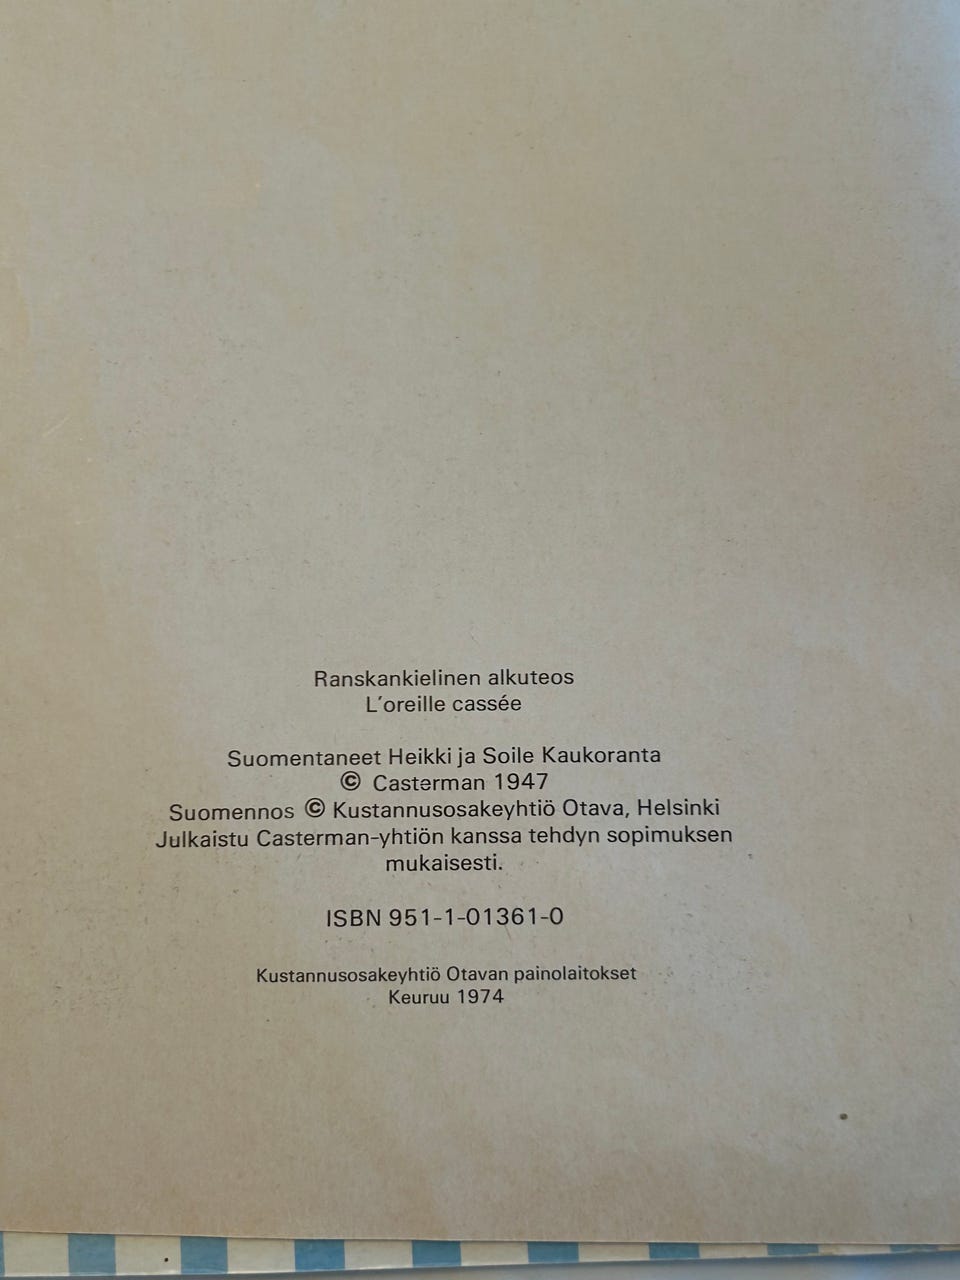 Ranskankielinen alkuteos
L'oreille cassée
Suomentaneet Heikki ja Soile Kaukoranta
© Casterman 1947
Suomennos © Kustannusosakeyhtiö Otava, Helsinki
Julkaistu Casterman-yhtiön kanssa tehdyn sopimuksen
mukaisesti.
ISBN 951-1-01361-0
Kustannusosakeyhtiö Otavan painolaitokset
Keuruu 1974